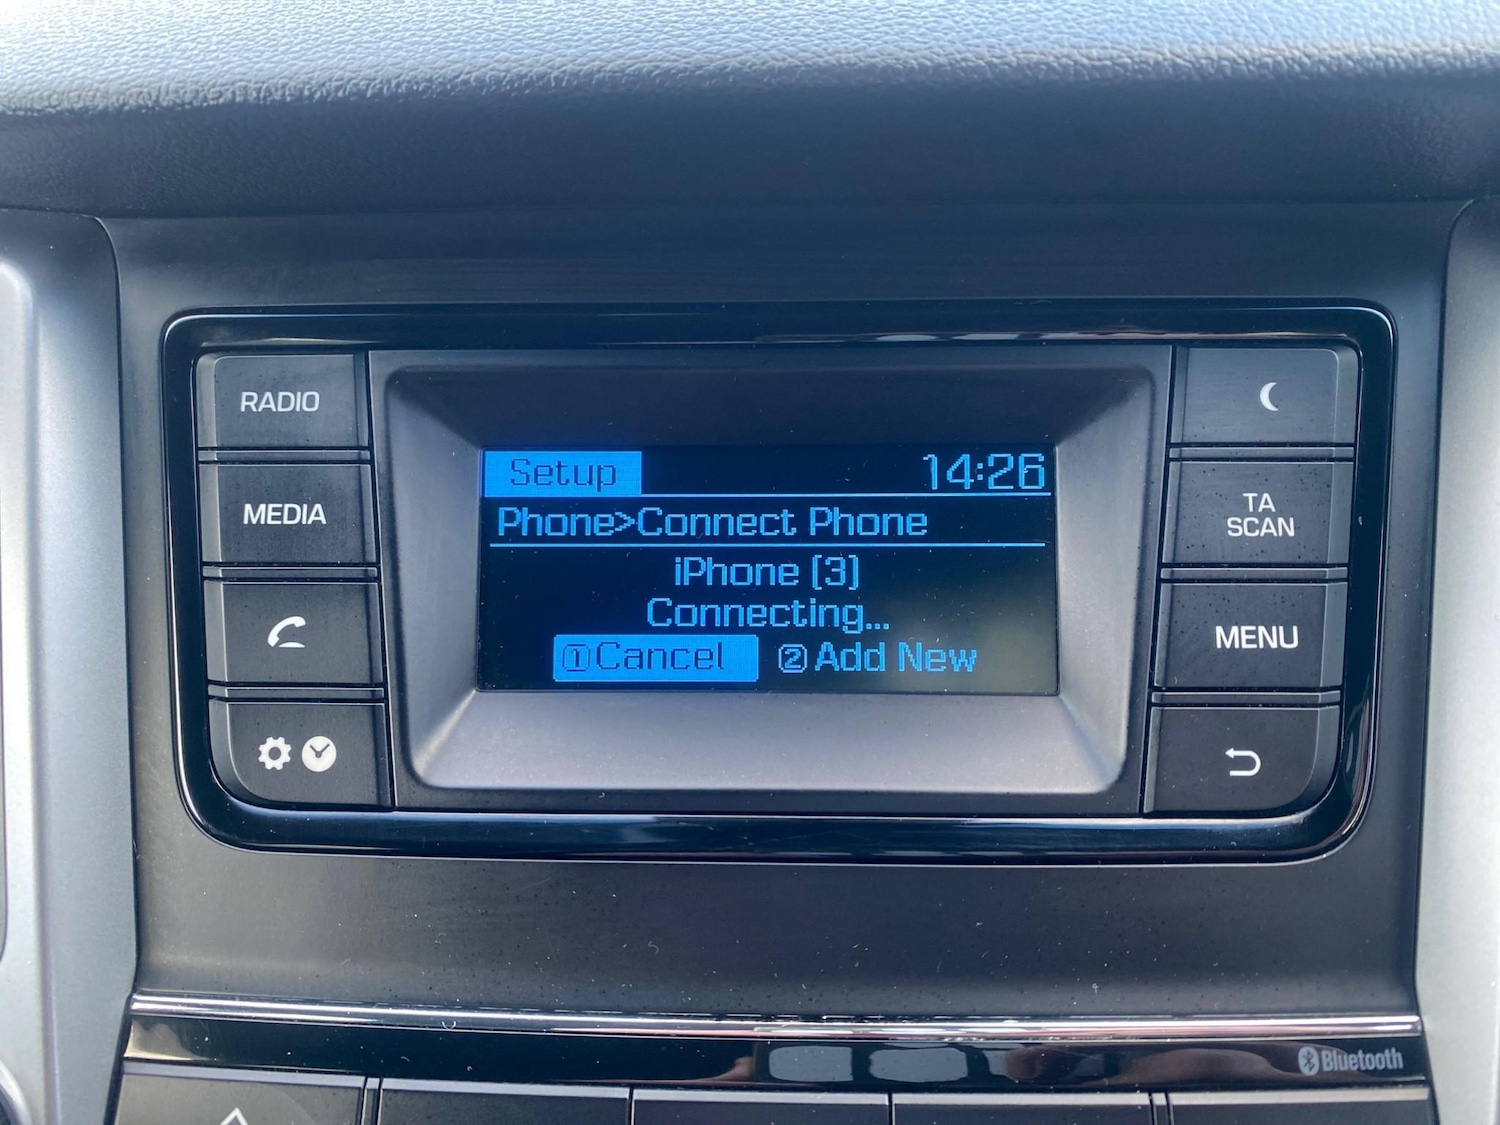 RADIO
MEDIA
Setup 14:26
Phone>Connect Phone
iPhone (3)
Connecting...
①Cancel ②Add New
TA
SCAN
MENU
Bluetooth